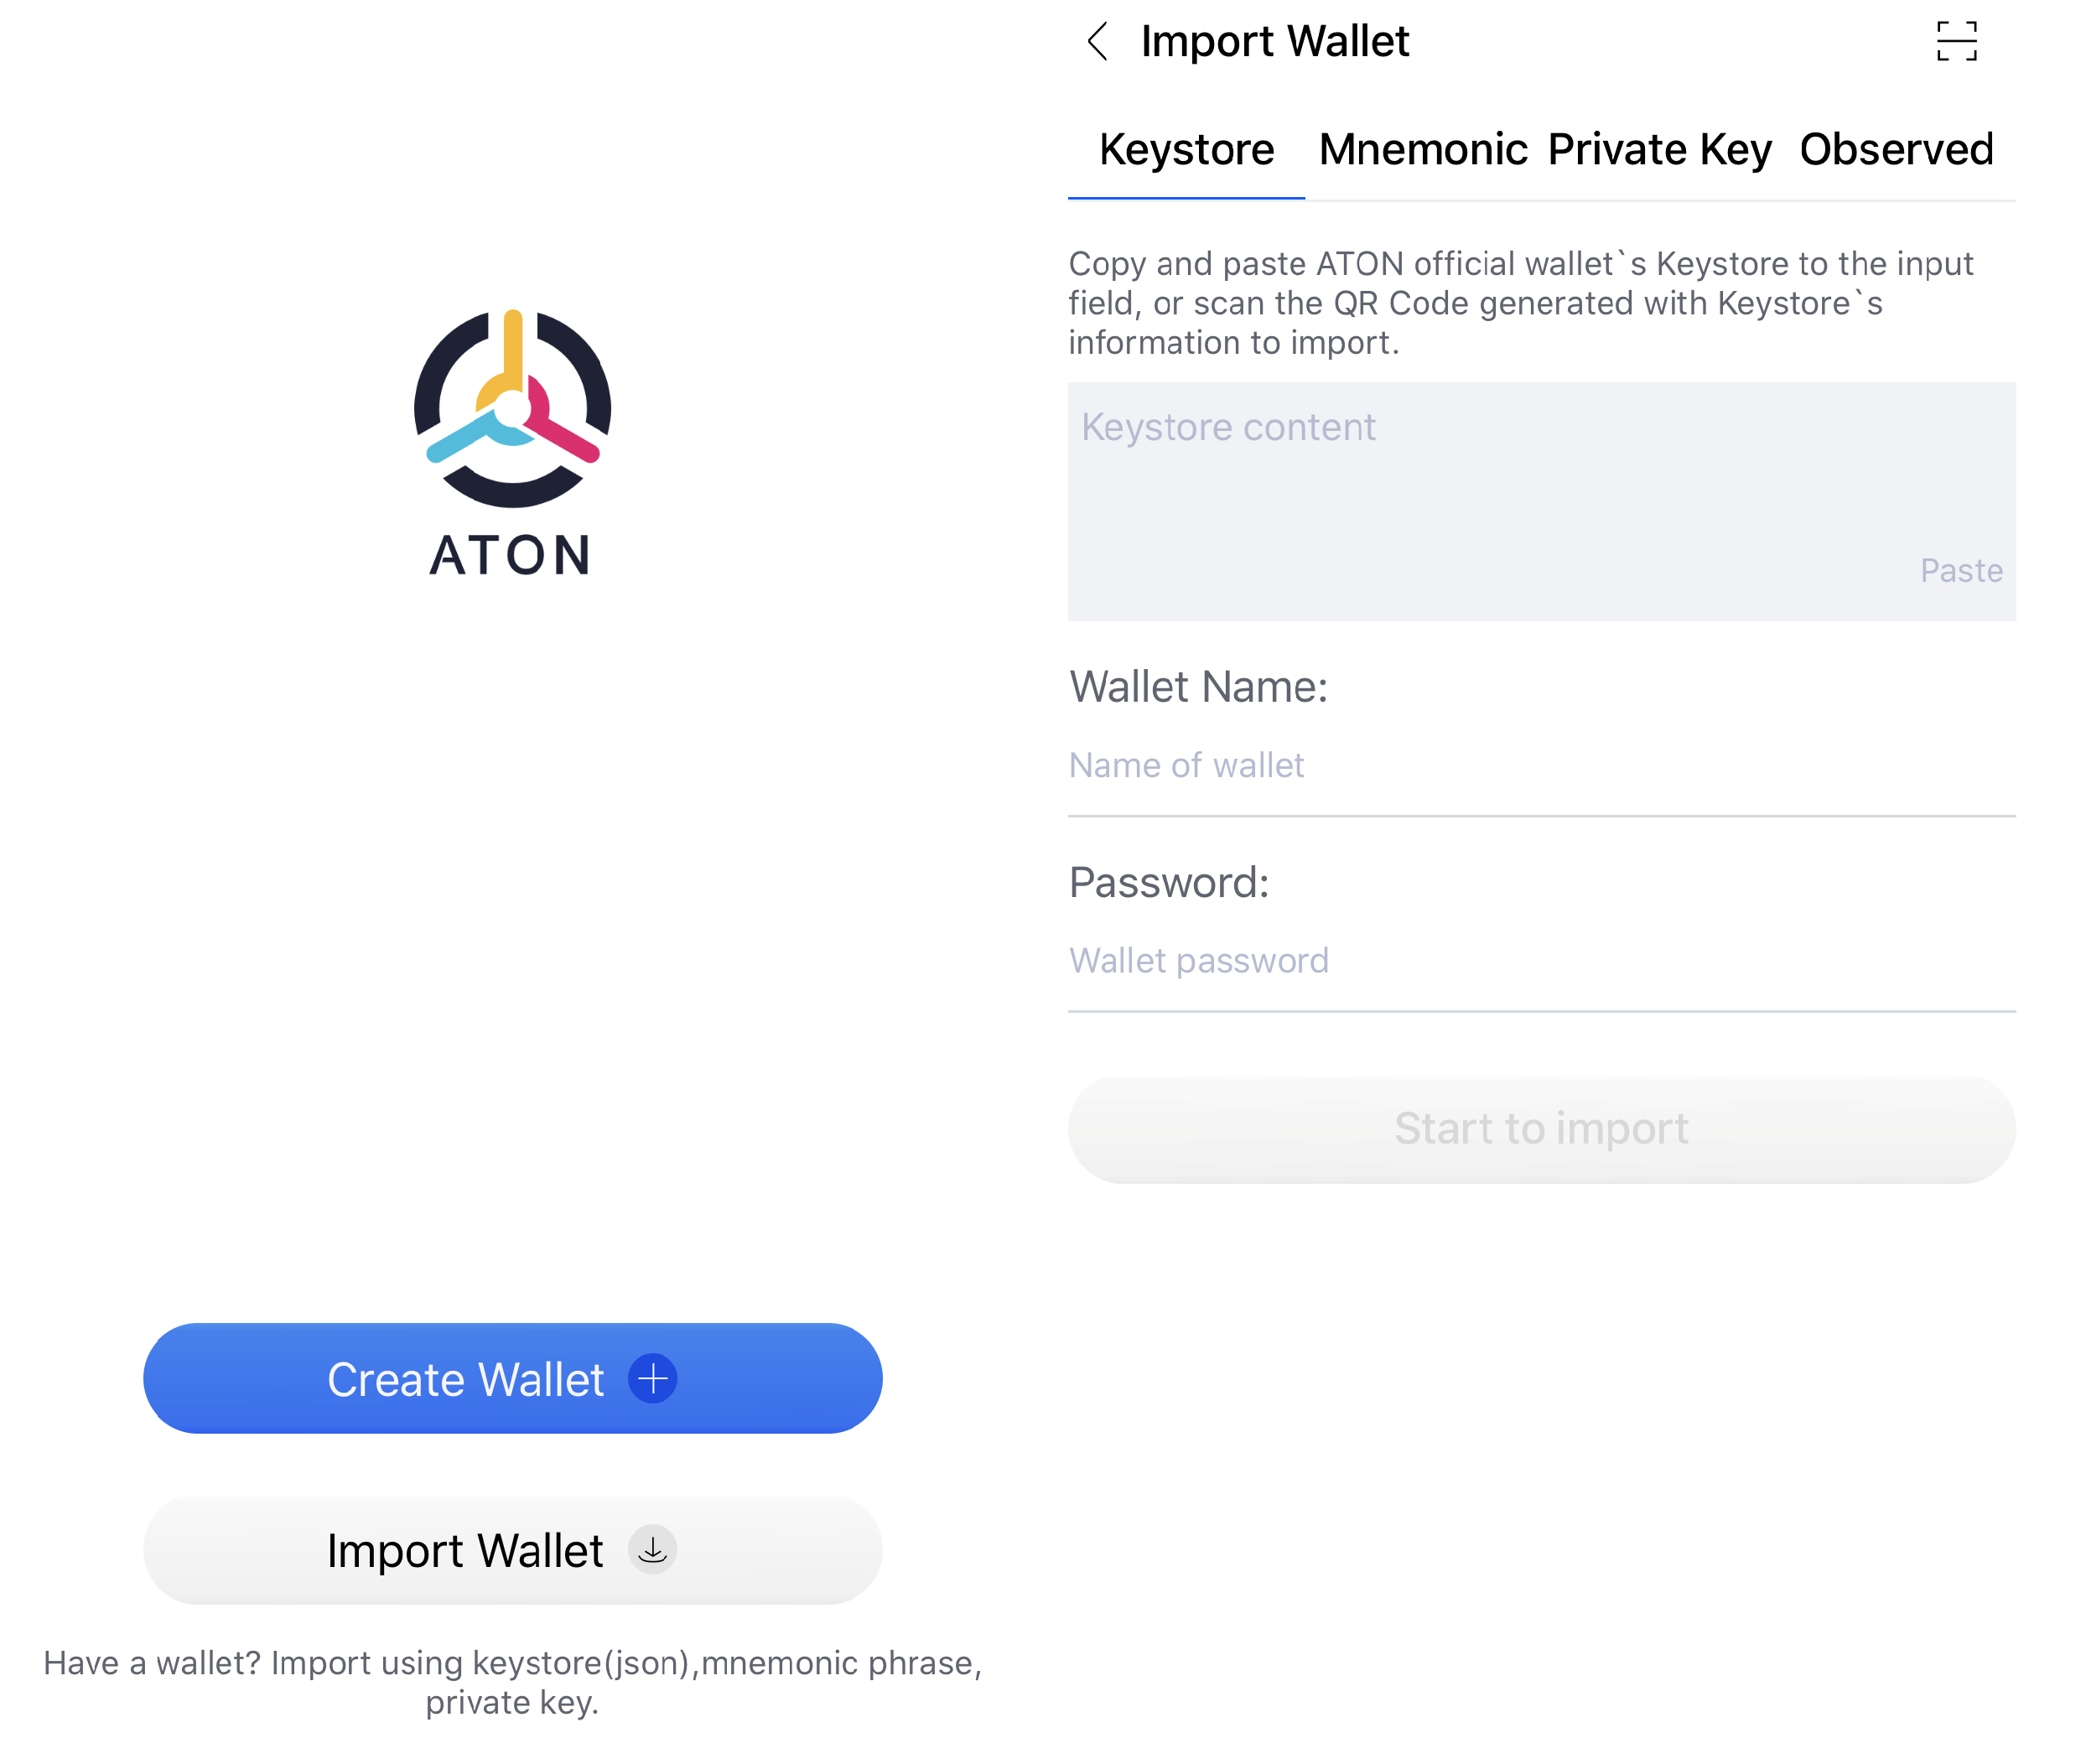 ATON
Create Wallet
Import Wallet
Have a wallet? Import using keystore(json),mnemonic phrase,
private key.
Import Wallet
Keystore Mnemonic Private Key Observed
Copy and paste ATON official wallet`s Keystore to the input
field, or scan the QR Code generated with Keystore`s
information to import.
Keystore content
Paste
Wallet Name:
Name of wallet
Password:
Wallet password
Start to import